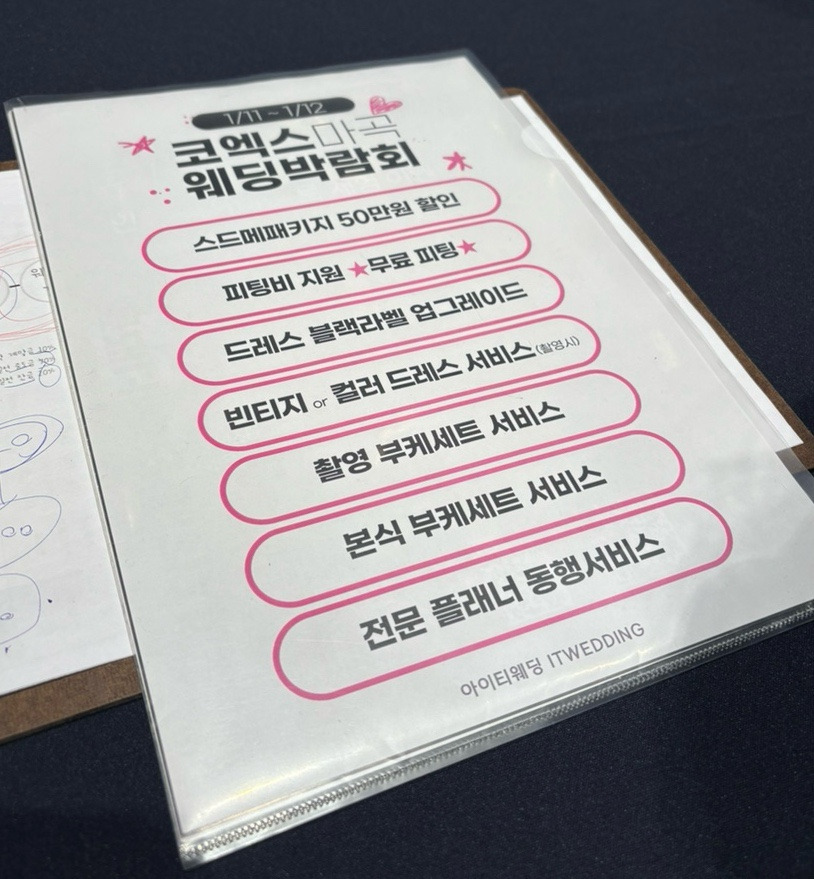 1/11 ~ 1/12
코엑스마곡
웨딩박람회
스드메패키지 50만원 할인
피팅비 지원 ★무료 피팅★
드레스 블랙라벨 업그레이드
빈티지 or 컬러 드레스 서비스(촬영시)
촬영 부케세트 서비스
본식 부케세트 서비스
전문 플래너 동행서비스
아이티웨딩 ITWEDDING